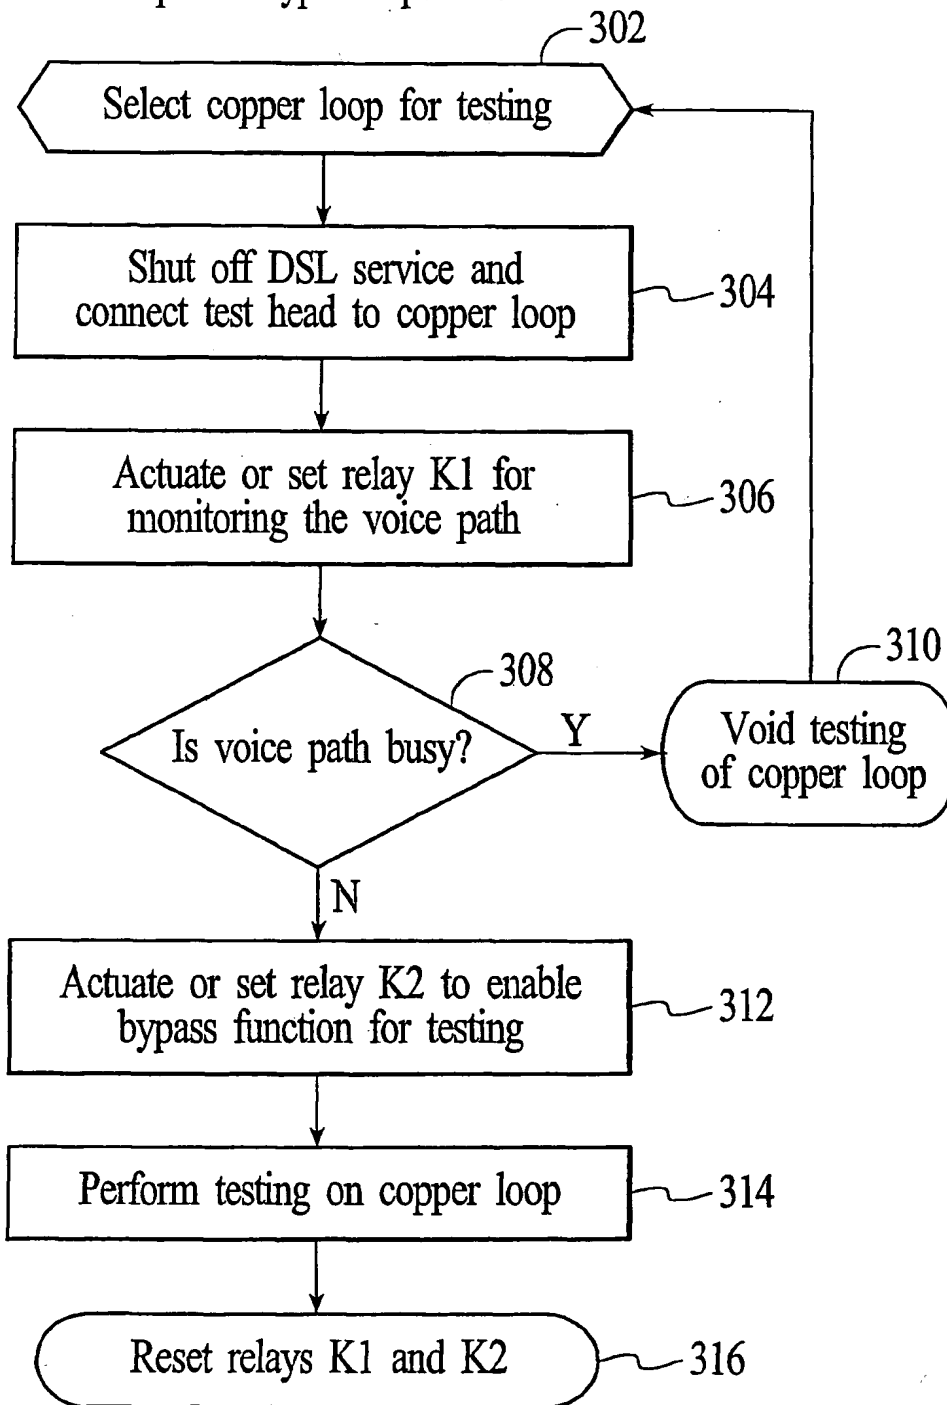 302
Select copper loop for testing
Shut off DSL service and
connect test head to copper loop
304
Actuate or set relay K1 for
monitoring the voice path
306
308
Is voice path busy?
Y
310
Void testing
of copper loop
N
Actuate or set relay K2 to enable
bypass function for testing
312
Perform testing on copper loop
314
Reset relays K1 and K2
316